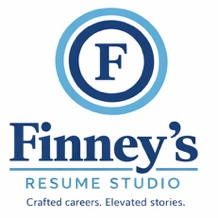 F
Finney's
RESUME STUDIO
Crafted careers. Elevated stories.